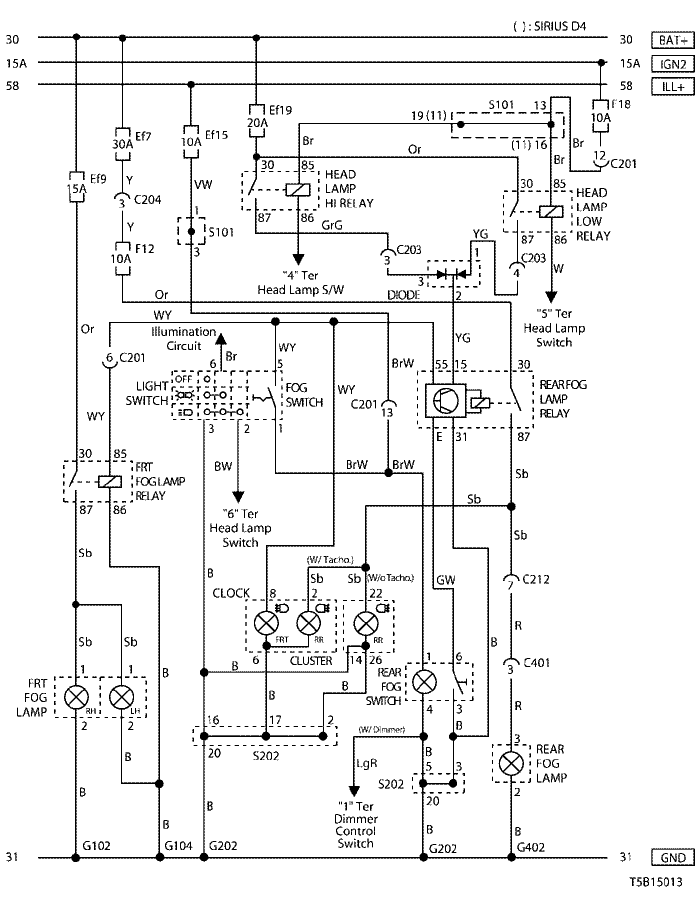 ( ) : SIRIUS D4
30 30 BAT+
15A 15A IGN2
58 58 ILL+
Ef19 20A
S101
19 (11) 13
(11) 16
F18 10A
Br
12 C201
Ef7 30A
Ef15 10A
Br
Or
Br
Ef9 15A
Y
3 C204
Y
F12 10A
VW
1
S101
3
30 85
HEAD
LAMP
HI RELAY
87 86
30 85
HEAD
LAMP
LOW
RELAY
87 86
GrG
YG
C203
3
1
3
2
DIODE
C203
4
W
"4" Ter
Head Lamp S/W
"5" Ter
Head Lamp
Switch
Or
Or
WY
Illumination
Circuit
6 C201
Br
WY
WY
BrW
YG
LIGHT
SWITCH
OFF
6 5
FOG
SWITCH
3 2 1
C201
13
55 15 30
REAR FOG
LAMP
RELAY
E 31 87
WY
BW
BrW BrW
Sb
30 85
FRT
FOG LAMP
RELAY
87 86
"6" Ter
Head Lamp
Switch
Sb
Sb
Sb
B
(W/ Tacho.)
Sb
Sb
(W/o Tacho.)
GW
7 C212
CLOCK
8 2 22
FRT RR RR
6 CLUSTER 14 26
B
R
3 C401
Sb Sb
B
B
B
REAR
FOG
SWITCH
1 6
4 3
R
FRT
FOG
LAMP
1 1
RH LH
2 2
B
B
16 17 2
20 S202
(W/ Dimmer)
LgR
B
B
3
REAR
FOG
LAMP
2
B
5 3
S202
20
"1" Ter
Dimmer
Control
Switch
B
B
B
B
B
31 G102 G104 G202 G202 G402 31 GND
T5B15013